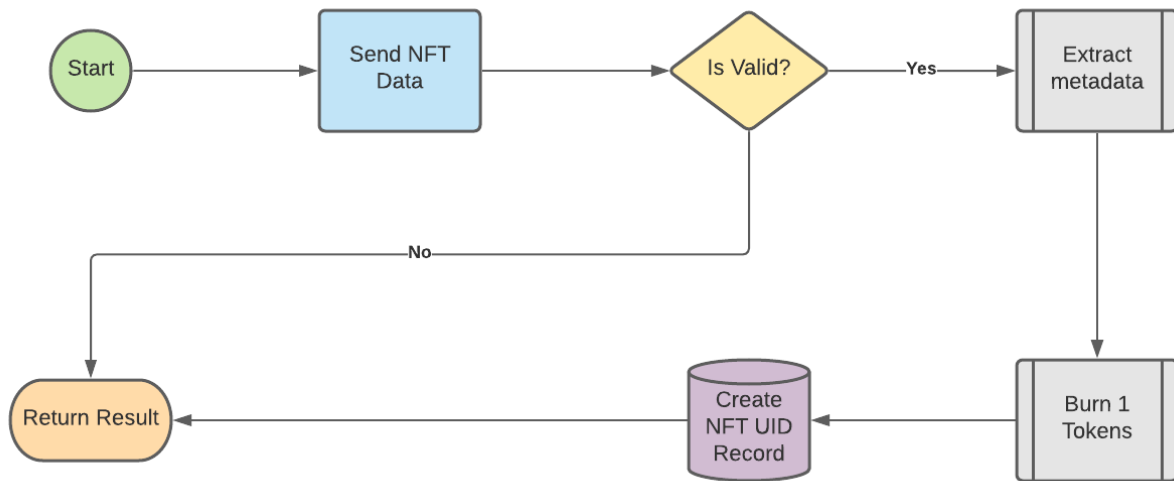 Start
Send NFT
Data
Is Valid?
Yes
Extract
metadata
No
Return Result
Create
NFT UID
Record
Burn 1
Tokens